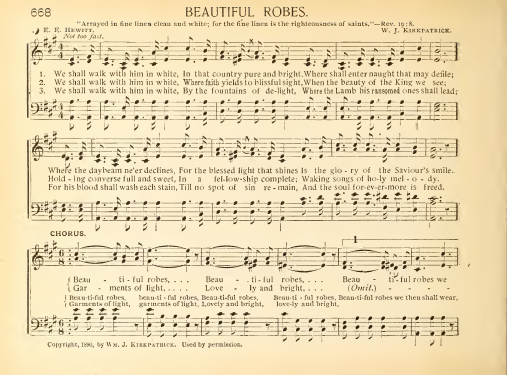 668
BEAUTIFUL ROBES.
"Arrayed in fine linen clean and white; for the fine linen is the righteousness of saints."—Rev. 19:8.
E. E. Hewitt.
W. J. Kirkpatrick.
Not too fast.
1. We shall walk with him in white, In that country pure and bright, Where shall enter naught that may defile;
2. We shall walk with him in white, Where faith yields to blissful sight, When the beauty of the King we see;
3. We shall walk with him in white, By the fountains of de-light, Where the Lamb his ransomed ones shall lead;
Where the daybeam ne'er declines, For the blessed light that shines Is the glo - ry of the Saviour's smile.
Hold - ing converse full and sweet, In a fel-low-ship complete; Waking songs of ho-ly mel - o - dy.
For his blood shall wash each stain, Till no spot of sin re - main, And the soul for-ev-er-more is freed.
CHORUS.
1
Beau - ti - ful robes, . . . . Beau - ti - ful robes, . . . . Beau - ti-ful robes we
Gar - ments of light, . . . . Love - ly and bright, . . . . (Omit.) - - - -
Beau-ti-ful robes, beau-ti-ful robes, Beau-ti-ful robes, beau-ti-ful robes, Beau-ti-ful robes we then shall wear,
Garments of light, garments of light, Lovely and bright, love-ly and bright,
Copyright, 1890, by Wm. J. Kirkpatrick. Used by permission.